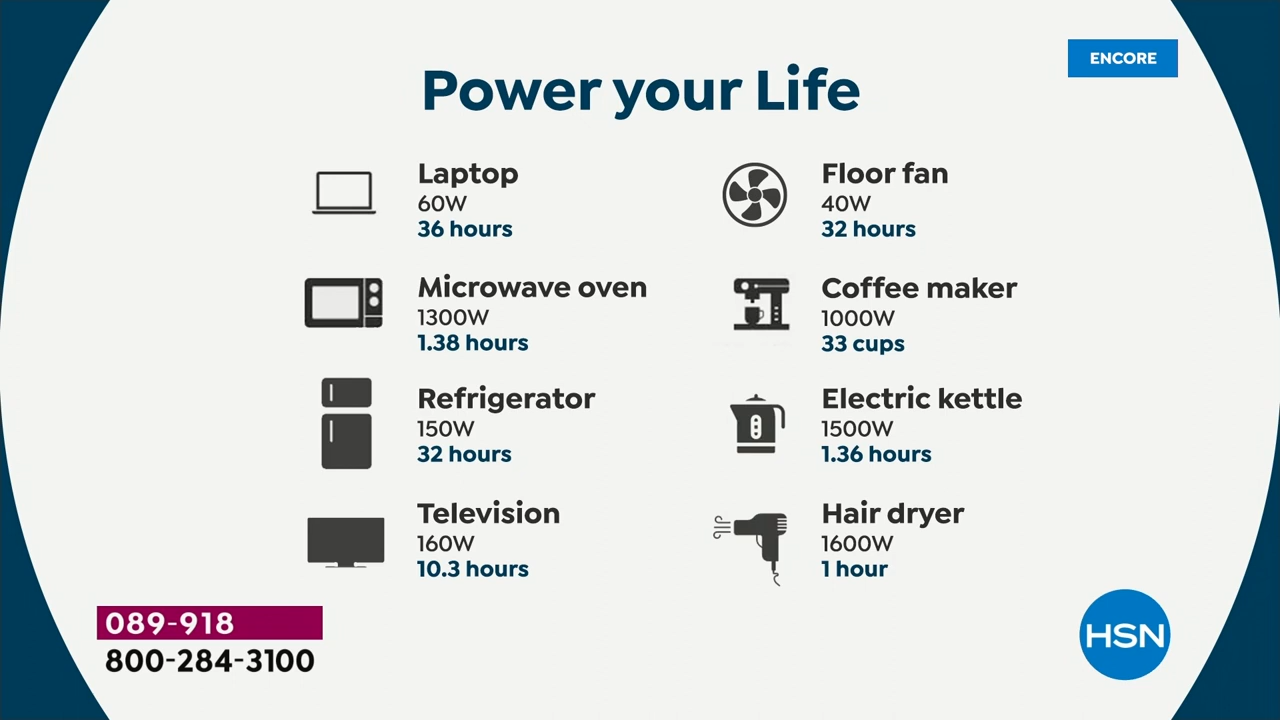 ENCORE
Power your Life
Laptop
60W
36 hours
Floor fan
40W
32 hours
Microwave oven
1300W
1.38 hours
Coffee maker
1000W
33 cups
Refrigerator
150W
32 hours
Electric kettle
1500W
1.36 hours
Television
160W
10.3 hours
Hair dryer
1600W
1 hour
089-918
800-284-3100
HSN